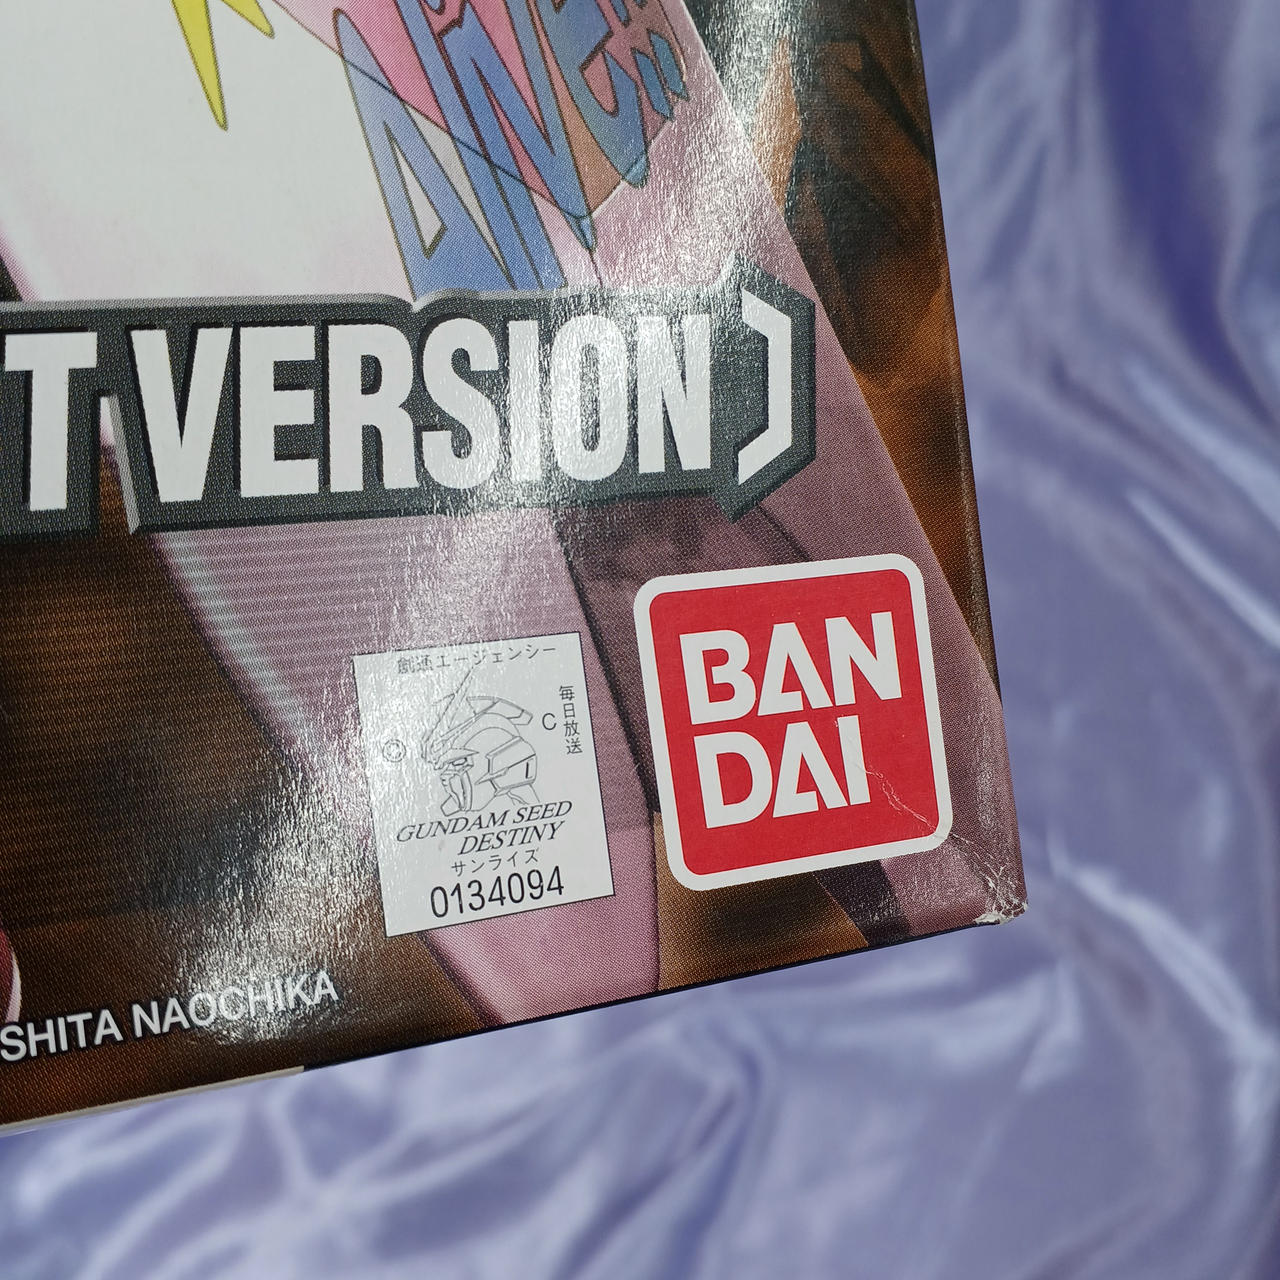 LIVE!!
T VERSION)
創通エージェンシー
© C 毎日放送
GUNDAM SEED
DESTINY
サンライズ
0134094
BAN
DAI
SHITA NAOCHIKA